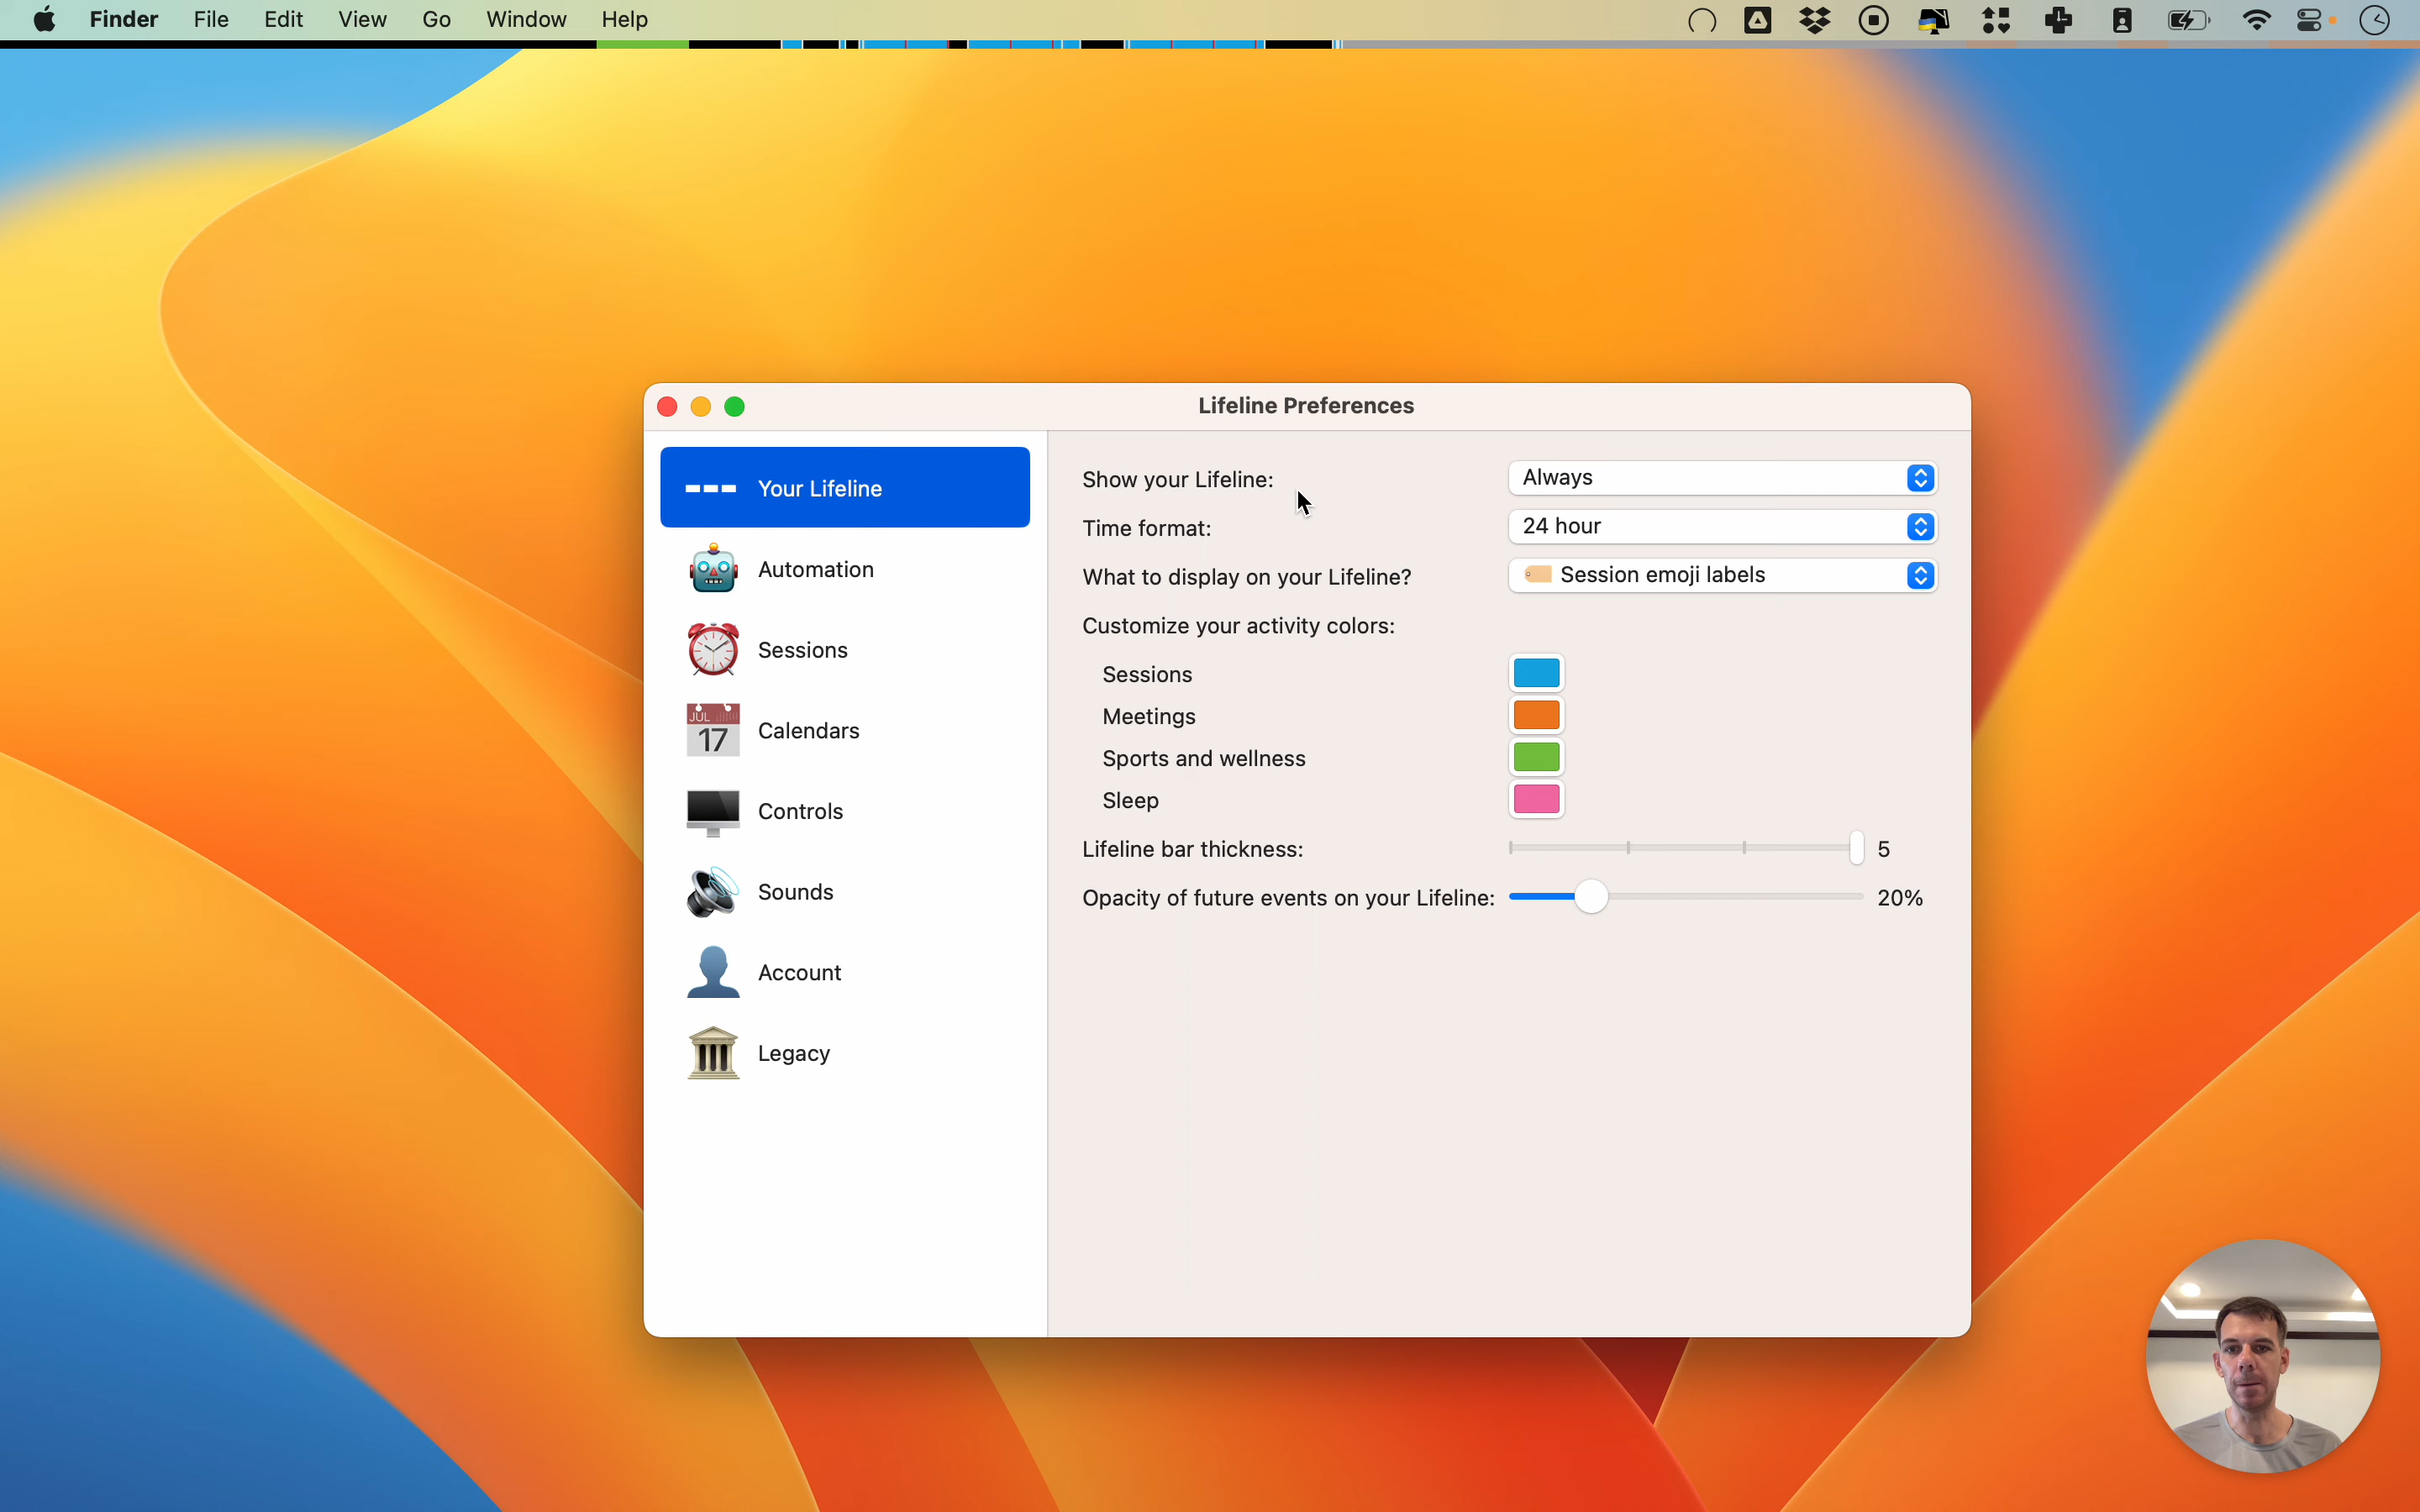 Finder File Edit View Go Window Help
Lifeline Preferences
Your Lifeline
Automation
Sessions
JUL
17
Calendars
Controls
Sounds
Account
Legacy
Show your Lifeline: Always
Time format: 24 hour
What to display on your Lifeline? Session emoji labels
Customize your activity colors:
Sessions
Meetings
Sports and wellness
Sleep
Lifeline bar thickness: 5
Opacity of future events on your Lifeline: 20%